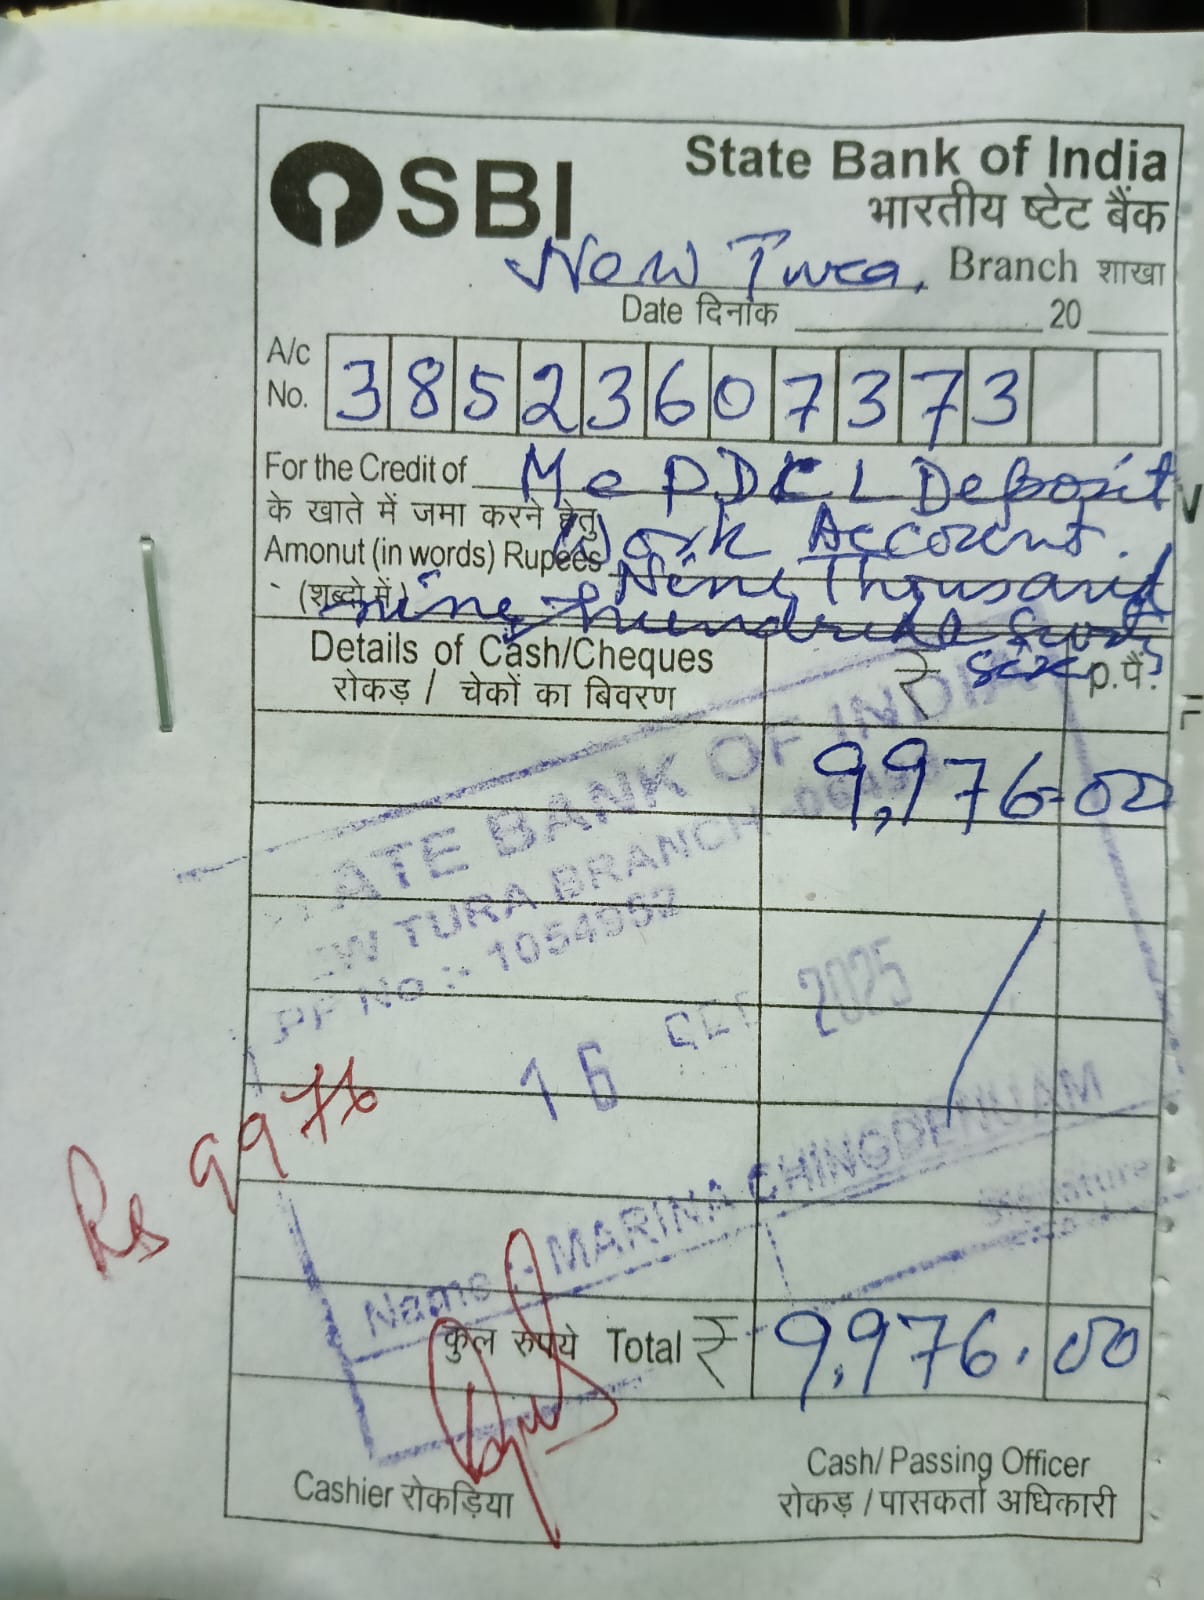 SBI
State Bank of India
भारतीय स्टेट बैंक
New Tura, Branch शाखा
Date दिनांक 20
A/c No. 38523607373
For the Credit of MePDCL Deposit
के खाते में जमा करने हेतु Work Account.
Amonut (in words) Rupees Nine Thousand
(शब्दों में) nine hundred seventy
six
Details of Cash/Cheques ₹ p.पै.
रोकड़ / चेकों का बिवरण
9,976-00
STATE BANK OF INDIA
NEW TURA BRANCH
PF No :- 1054952
16 OCT 2025
Rs 9976
Name :- MARINA CHINGDENUAM
Signature
कुल रुपये Total ₹ 9,976.00
Cashier रोकड़िया
Cash/Passing Officer
रोकड़ /पासकर्ता अधिकारी